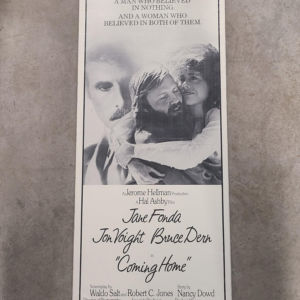 A MAN WHO BELIEVED
IN NOTHING.
AND A WOMAN WHO
BELIEVED IN BOTH OF THEM.
A Jerome Hellman Production
A Hal Ashby Film
Jane Fonda
Jon Voight Bruce Dern
in
"Coming Home"
Screenplay by Story by
Waldo Salt and Robert C. Jones Nancy Dowd